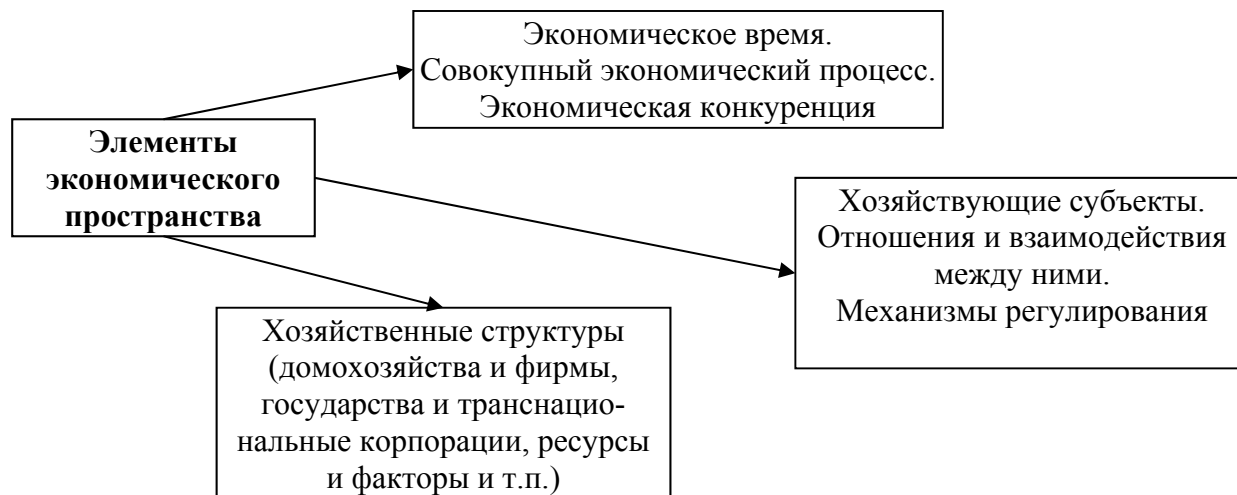 Экономическое время.
Совокупный экономический процесс.
Экономическая конкуренция
Элементы
экономического
пространства
Хозяйствующие субъекты.
Отношения и взаимодействия
между ними.
Механизмы регулирования
Хозяйственные структуры
(домохозяйства и фирмы,
государства и транснацио-
нальные корпорации, ресурсы
и факторы и т.п.)